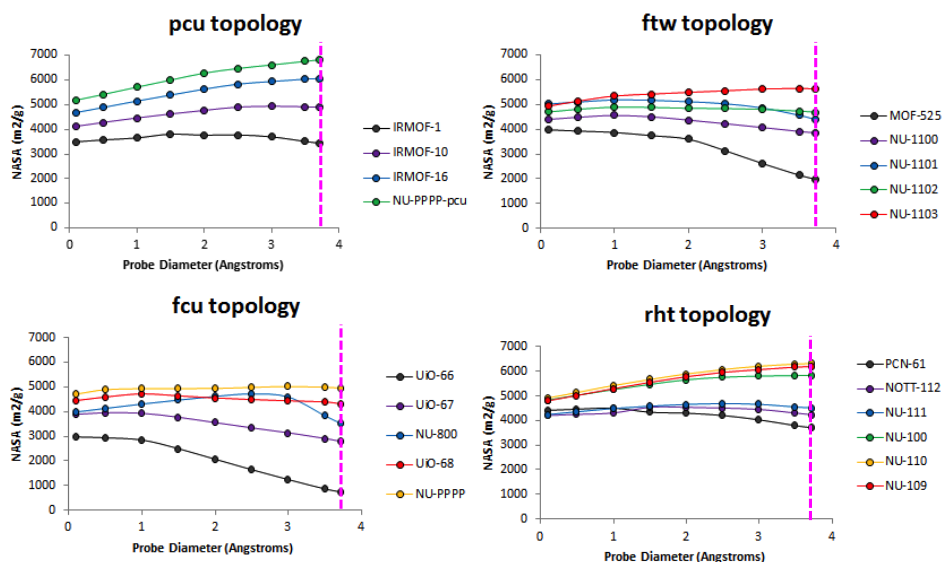 pcu topology
7000
6000
5000
4000
3000
2000
1000
0
NASA (m2/g)
0 1 2 3 4
Probe Diameter (Angstroms)
IRMOF-1
IRMOF-10
IRMOF-16
NU-PPPP-pcu
ftw topology
7000
6000
5000
4000
3000
2000
1000
0
NASA (m2/g)
0 1 2 3 4
Probe Diameter (Angstroms)
MOF-525
NU-1100
NU-1101
NU-1102
NU-1103
fcu topology
7000
6000
5000
4000
3000
2000
1000
0
NASA (m2/g)
0 1 2 3 4
Probe Diameter (Angstroms)
UiO-66
UiO-67
NU-800
UiO-68
NU-PPPP
rht topology
7000
6000
5000
4000
3000
2000
1000
0
NASA (m2/g)
0 1 2 3 4
Probe Diameter (Angstroms)
PCN-61
NOTT-112
NU-111
NU-100
NU-110
NU-109